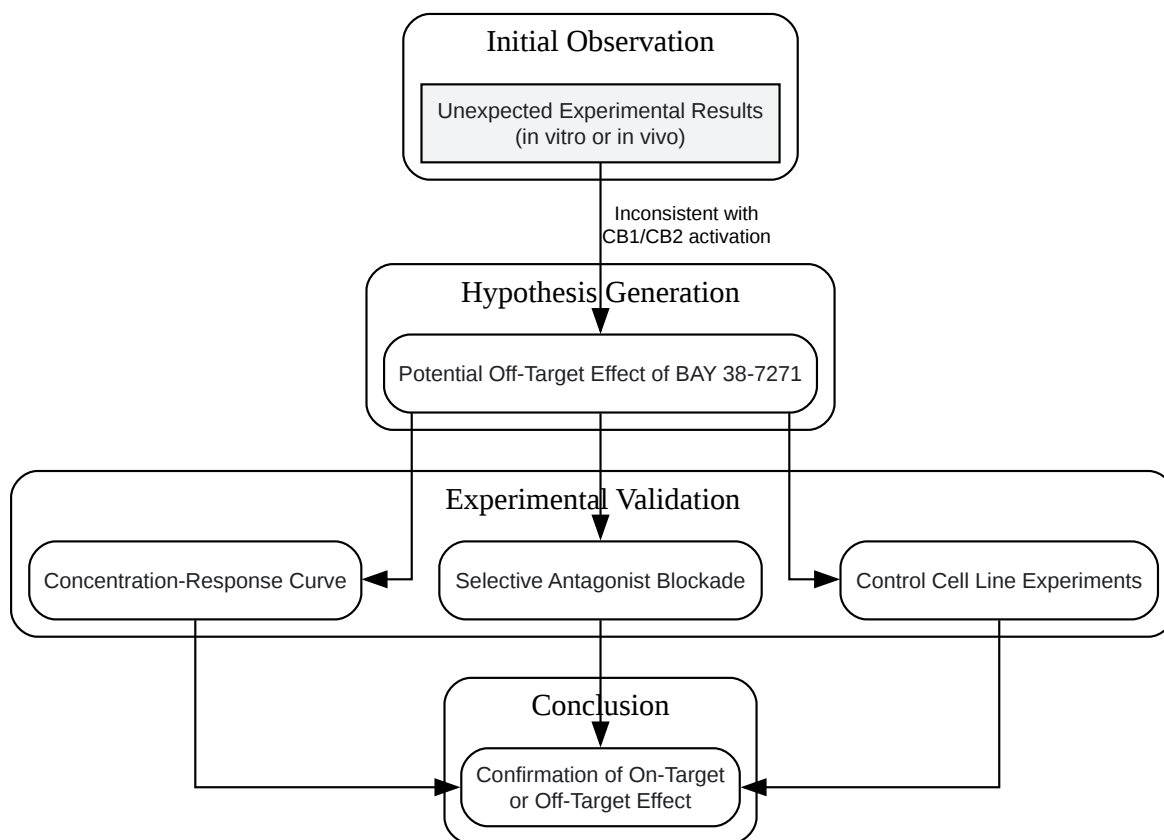 Initial Observation
Unexpected Experimental Results
(in vitro or in vivo)
Inconsistent with
CB1/CB2 activation
Hypothesis Generation
Potential Off-Target Effect of BAY 38-7271
Experimental Validation
Concentration-Response Curve
Selective Antagonist Blockade
Control Cell Line Experiments
Conclusion
Confirmation of On-Target
or Off-Target Effect